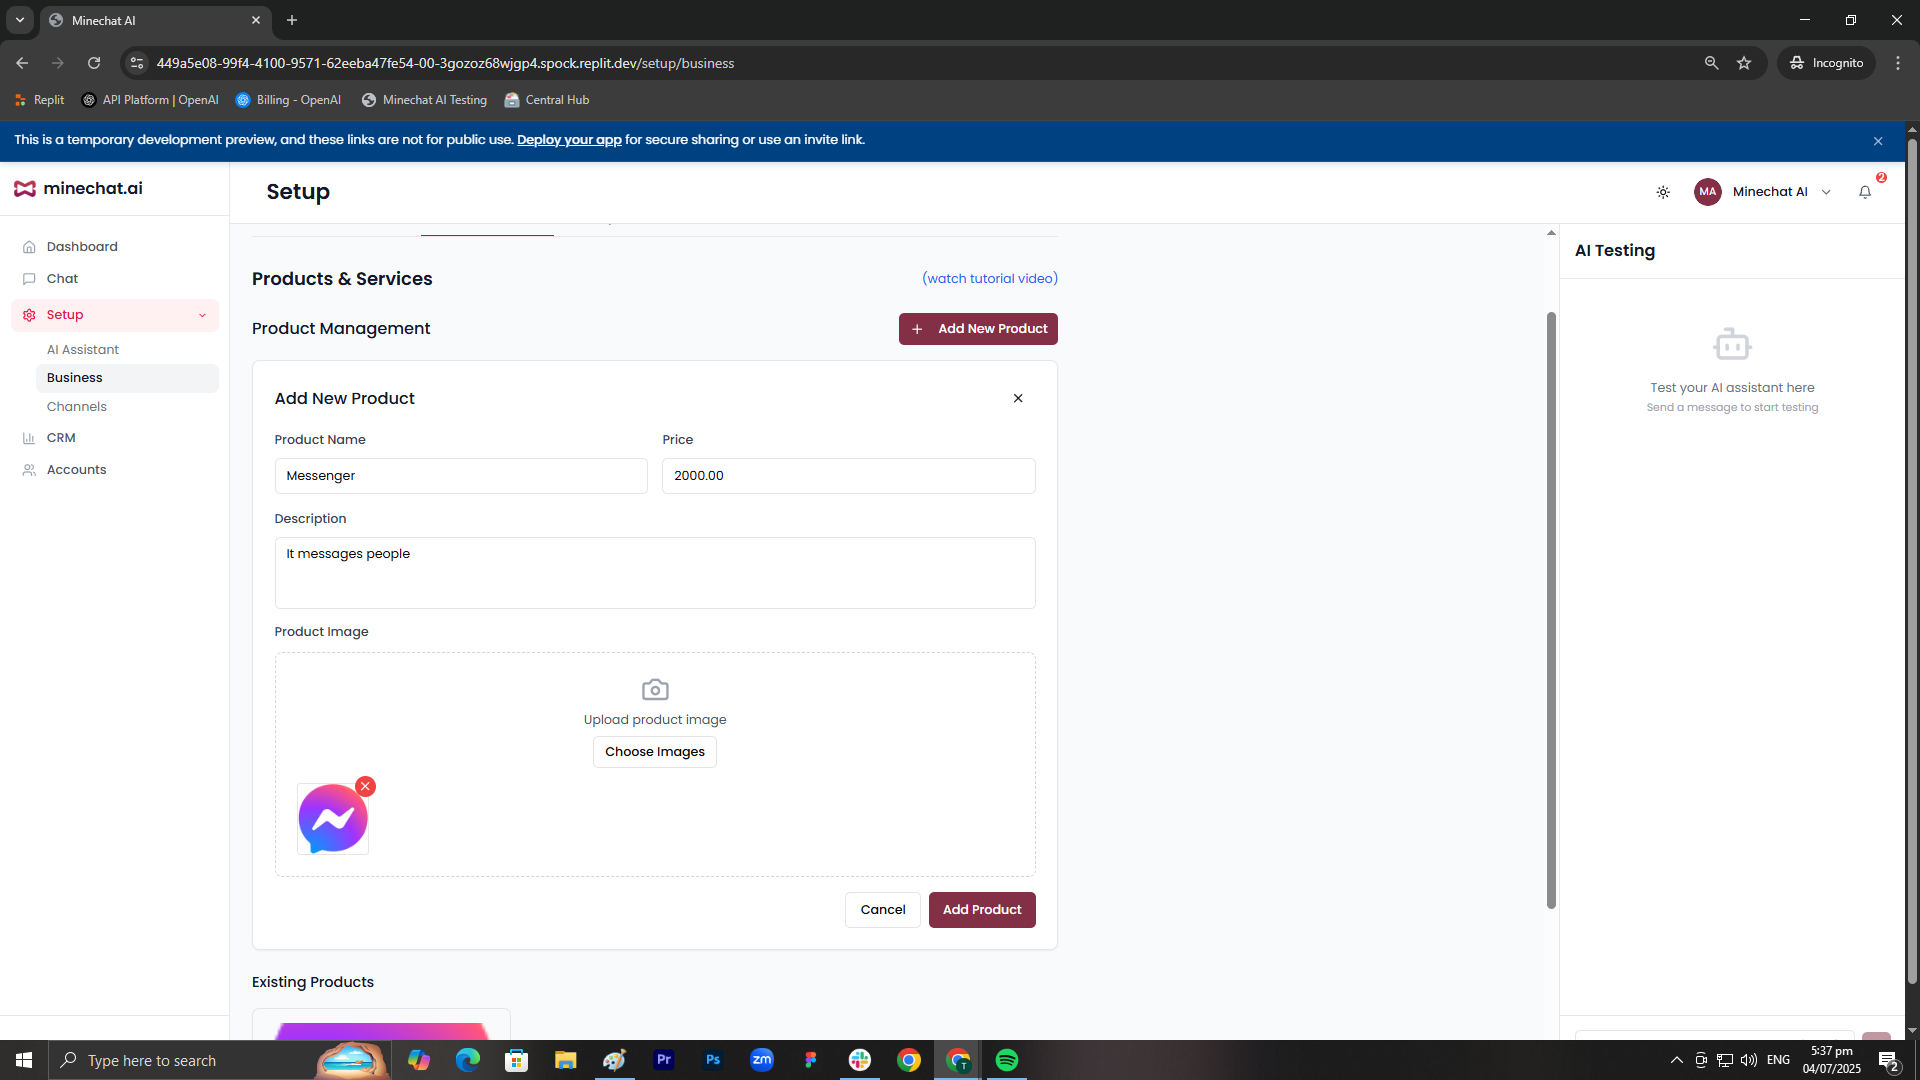 Minechat AI
449a5e08-99f4-4100-9571-62eeba47fe54-00-3gozoz68wjgp4.spock.replit.dev/setup/business
Incognito
Replit
API Platform | OpenAI
Billing - OpenAI
Minechat AI Testing
Central Hub
This is a temporary development preview, and these links are not for public use. Deploy your app for secure sharing or use an invite link.
minechat.ai
Setup
MA
Minechat AI
2
Dashboard
Chat
Setup
AI Assistant
Business
Channels
CRM
Accounts
Products & Services
(watch tutorial video)
Product Management
+ Add New Product
Add New Product
Product Name
Price
Messenger
2000.00
Description
It messages people
Product Image
Upload product image
Choose Images
Cancel
Add Product
Existing Products
AI Testing
Test your AI assistant here
Send a message to start testing
Type here to search
Pr
Ps
zm
T
ENG
5:37 pm
04/07/2025
2